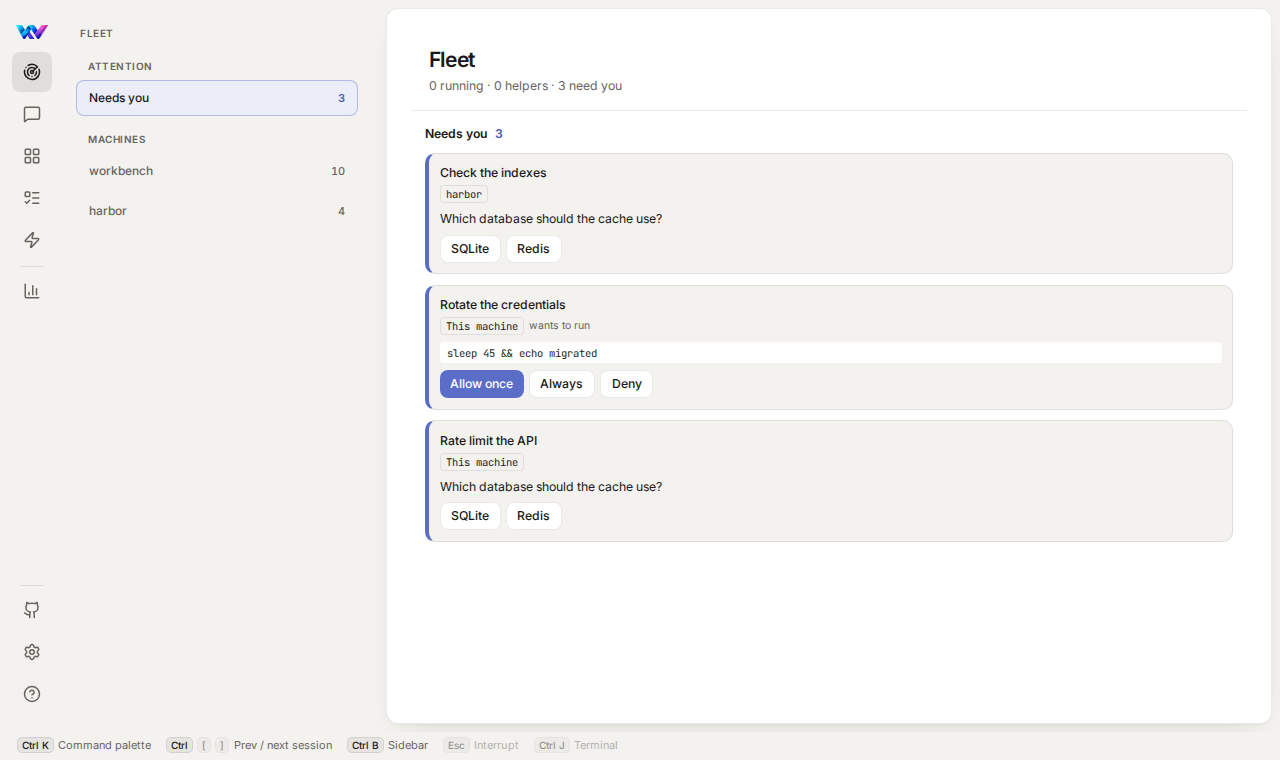 FLEET
ATTENTION
Needs you 3
MACHINES
workbench 10
harbor 4
Fleet
0 running · 0 helpers · 3 need you
Needs you 3
Check the indexes
harbor
Which database should the cache use?
SQLite Redis
Rotate the credentials
This machine wants to run
sleep 45 && echo migrated
Allow once Always Deny
Rate limit the API
This machine
Which database should the cache use?
SQLite Redis
Ctrl K Command palette Ctrl [ ] Prev / next session Ctrl B Sidebar Esc Interrupt Ctrl J Terminal